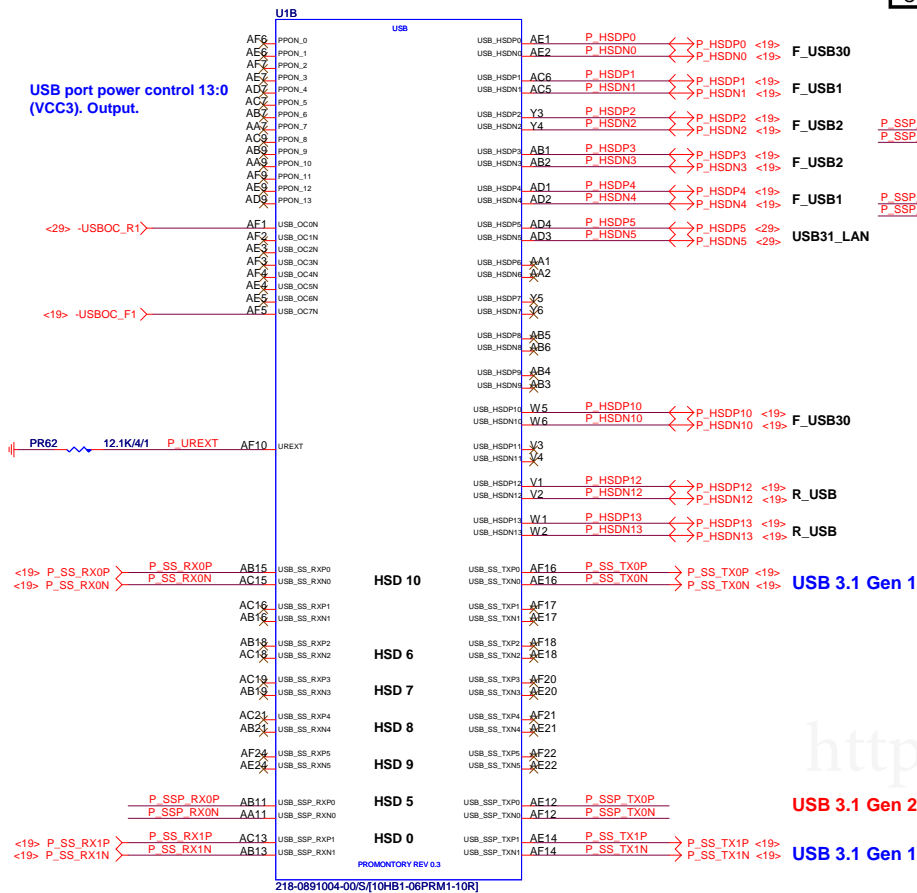 U1B
USB
USB port power control 13:0
(VCC3). Output.
AF6 PPON_0
AE6 PPON_1
AF7 PPON_2
AE7 PPON_3
AD7 PPON_4
AC7 PPON_5
AB7 PPON_6
AA7 PPON_7
AC9 PPON_8
AB9 PPON_9
AA9 PPON_10
AF9 PPON_11
AE9 PPON_12
AD9 PPON_13
<29> -USBOC_R1 AF1 USB_OC0N
AF2 USB_OC1N
AE3 USB_OC2N
AF3 USB_OC3N
AF4 USB_OC4N
AE4 USB_OC5N
AE5 USB_OC6N
<19> -USBOC_F1 AF5 USB_OC7N
PR62 12.1K/4/1 P_UREXT AF10 UREXT
<19> P_SS_RX0P P_SS_RX0P AB15 USB_SS_RXP0
<19> P_SS_RX0N P_SS_RX0N AC15 USB_SS_RXN0
HSD 10
AC16 USB_SS_RXP1
AB16 USB_SS_RXN1
AB18 USB_SS_RXP2
AC18 USB_SS_RXN2
HSD 6
AC19 USB_SS_RXP3
AB19 USB_SS_RXN3
HSD 7
AC21 USB_SS_RXP4
AB21 USB_SS_RXN4
HSD 8
AF24 USB_SS_RXP5
AE24 USB_SS_RXN5
HSD 9
P_SSP_RX0P AB11 USB_SSP_RXP0
P_SSP_RX0N AA11 USB_SSP_RXN0
HSD 5
<19> P_SS_RX1P P_SS_RX1P AC13 USB_SSP_RXP1
<19> P_SS_RX1N P_SS_RX1N AB13 USB_SSP_RXN1
HSD 0
PROMONTORY REV 0.3
218-0891004-00/S/[10HB1-06PRM1-10R]
USB_HSDP0 AE1 P_HSDP0 P_HSDP0 <19>
USB_HSDN0 AE2 P_HSDN0 P_HSDN0 <19>
F_USB30
USB_HSDP1 AC6 P_HSDP1 P_HSDP1 <19>
USB_HSDN1 AC5 P_HSDN1 P_HSDN1 <19>
F_USB1
USB_HSDP2 Y3 P_HSDP2 P_HSDP2 <19>
USB_HSDN2 Y4 P_HSDN2 P_HSDN2 <19>
F_USB2
USB_HSDP3 AB1 P_HSDP3 P_HSDP3 <19>
USB_HSDN3 AB2 P_HSDN3 P_HSDN3 <19>
F_USB2
USB_HSDP4 AD1 P_HSDP4 P_HSDP4 <19>
USB_HSDN4 AD2 P_HSDN4 P_HSDN4 <19>
F_USB1
USB_HSDP5 AD4 P_HSDP5 P_HSDP5 <29>
USB_HSDN5 AD3 P_HSDN5 P_HSDN5 <29>
USB31_LAN
USB_HSDP6 AA1
USB_HSDN6 AA2
USB_HSDP7 Y5
USB_HSDN7 Y6
USB_HSDP8 AB5
USB_HSDN8 AB6
USB_HSDP9 AB4
USB_HSDN9 AB3
USB_HSDP10 W5 P_HSDP10 P_HSDP10 <19>
USB_HSDN10 W6 P_HSDN10 P_HSDN10 <19>
F_USB30
USB_HSDP11 V3
USB_HSDN11 V4
USB_HSDP12 V1 P_HSDP12 P_HSDP12 <19>
USB_HSDN12 V2 P_HSDN12 P_HSDN12 <19>
R_USB
USB_HSDP13 W1 P_HSDP13 P_HSDP13 <19>
USB_HSDN13 W2 P_HSDN13 P_HSDN13 <19>
R_USB
USB_SS_TXP0 AF16 P_SS_TX0P P_SS_TX0P <19>
USB_SS_TXN0 AE16 P_SS_TX0N P_SS_TX0N <19>
USB 3.1 Gen 1
USB_SS_TXP1 AF17
USB_SS_TXN1 AE17
USB_SS_TXP2 AF18
USB_SS_TXN2 AE18
USB_SS_TXP3 AF20
USB_SS_TXN3 AE20
USB_SS_TXP4 AF21
USB_SS_TXN4 AE21
USB_SS_TXP5 AF22
USB_SS_TXN5 AE22
USB_SSP_TXP0 AE12 P_SSP_TX0P
USB_SSP_TXN0 AF12 P_SSP_TX0N
USB 3.1 Gen 2
USB_SSP_TXP1 AE14 P_SS_TX1P P_SS_TX1P <19>
USB_SSP_TXN1 AF14 P_SS_TX1N P_SS_TX1N <19>
USB 3.1 Gen 1
P_SSP
P_SSP
P_SSP
P_SSP
http